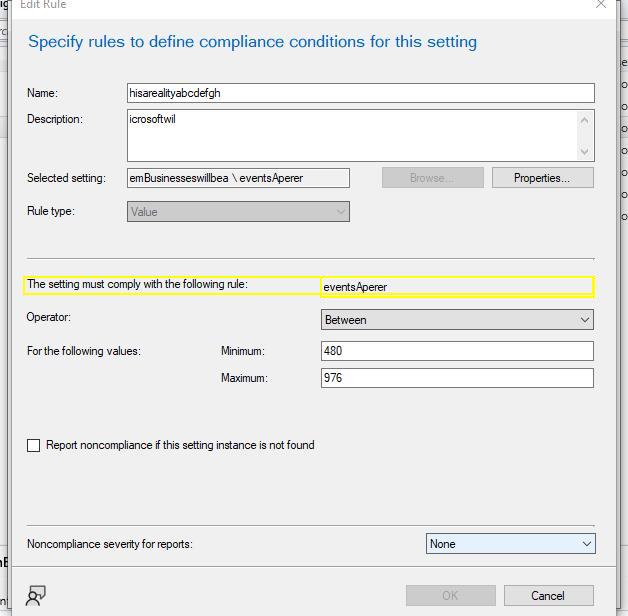 Edit Rule
Specify rules to define compliance conditions for this setting
Name: hisarealityabcdefgh
Description: icrosoftwil
Selected setting: emBusinesseswillbea \ eventsAperer Browse... Properties...
Rule type: Value
The setting must comply with the following rule: eventsAperer
Operator: Between
For the following values: Minimum: 480
Maximum: 976
Report noncompliance if this setting instance is not found
Noncompliance severity for reports: None
OK Cancel